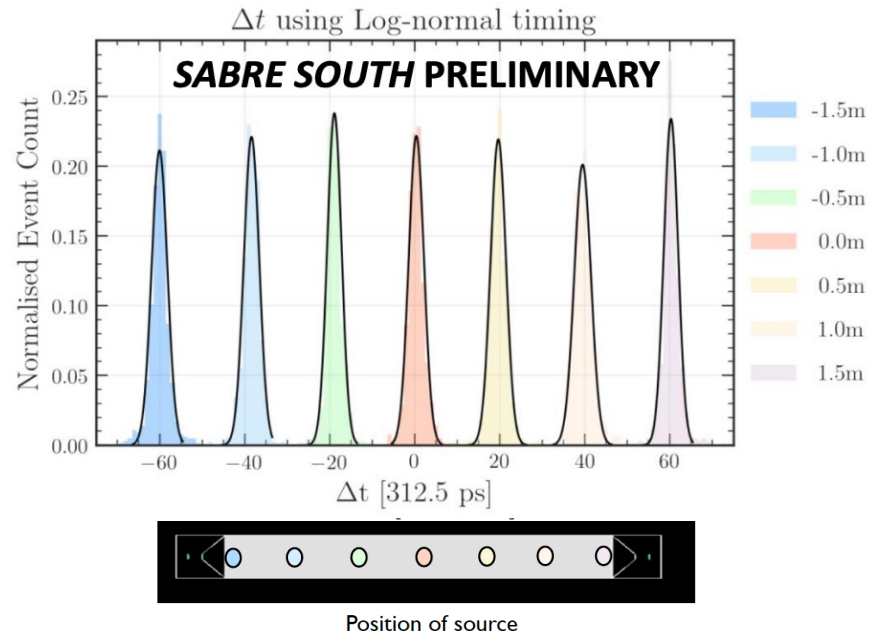 Δt using Log-normal timing
SABRE SOUTH PRELIMINARY
Normalised Event Count
0.25
0.20
0.15
0.10
0.05
0.00
−60
−40
−20
0
20
40
60
Δt [312.5 ps]
-1.5m
-1.0m
-0.5m
0.0m
0.5m
1.0m
1.5m
Position of source